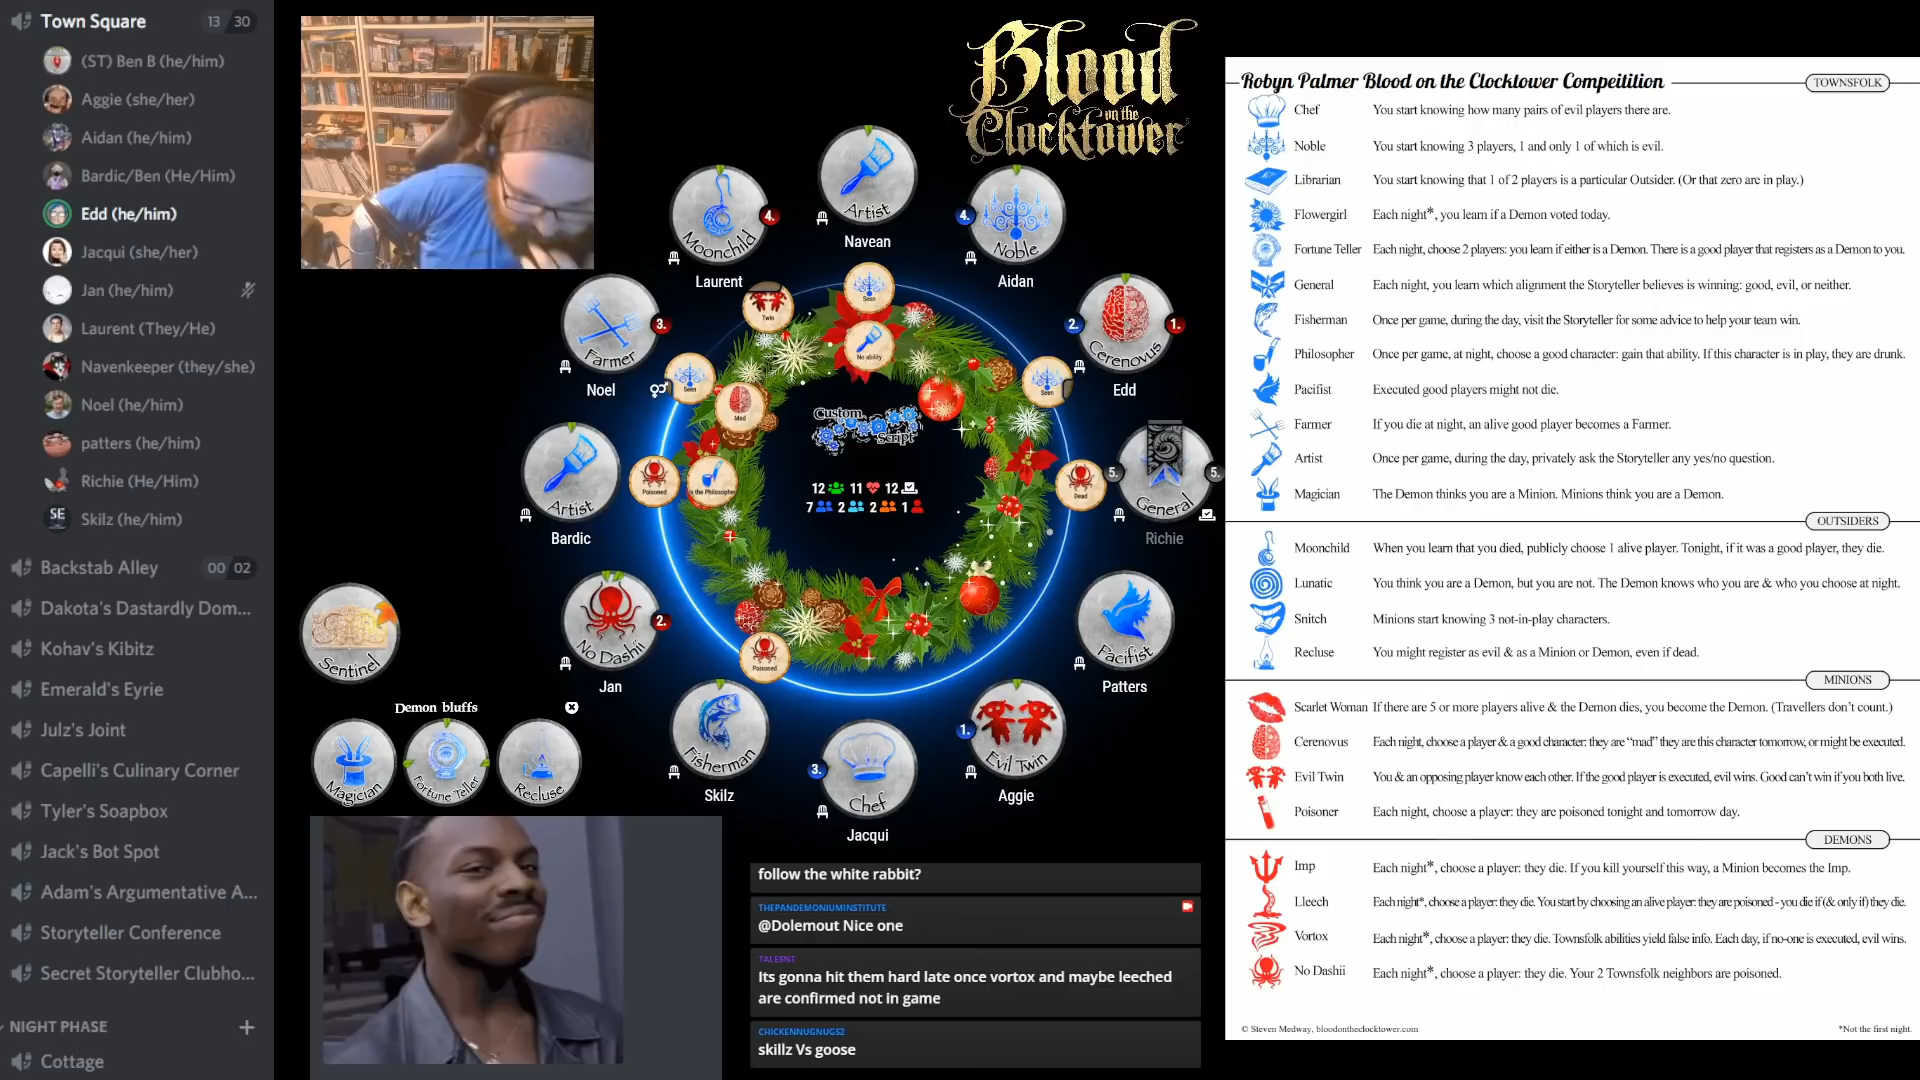 Town Square 13 30
(ST) Ben B (he/him)
Aggie (she/her)
Aidan (he/him)
Bardic/Ben (He/Him)
Edd (he/him)
Jacqui (she/her)
Jan (he/him)
Laurent (They/He)
Navenkeeper (they/she)
Noel (he/him)
patters (he/him)
Richie (He/Him)
SE Skilz (he/him)
Backstab Alley 00 02
Dakota's Dastardly Dom...
Kohav's Kibitz
Emerald's Eyrie
Julz's Joint
Capelli's Culinary Corner
Tyler's Soapbox
Jack's Bot Spot
Adam's Argumentative A...
Storyteller Conference
Secret Storyteller Clubho...
NIGHT PHASE
Cottage
Blood
on the
Clocktower
Artist
Navean
Moonchild 4.
Laurent
4. Noble
Aidan
Farmer 3.
Noel
2. Cerenovus 1.
Edd
Artist
Bardic
5. General 5.
Richie
No Dashii 2.
Jan
Pacifist
Patters
Fisherman
Skilz
3. Chef
Jacqui
1. Evil Twin
Aggie
Twin
Seen
No ability
Seen
Mad
Seen
Poisoned
Is the Philosopher
Dead
Poisoned
Custom
Script
12 11 12
7 2 2 1
Sentinel
Demon bluffs
Magician
Fortune Teller
Recluse
follow the white rabbit?
THEPANDEMONIUMINSTITUTE
@Dolemout Nice one
TALESNT
Its gonna hit them hard late once vortox and maybe leeched
are confirmed not in game
CHICKENNUGNUGS2
skillz Vs goose
Robyn Palmer Blood on the Clocktower Compeitition
TOWNSFOLK
Chef You start knowing how many pairs of evil players there are.
Noble You start knowing 3 players, 1 and only 1 of which is evil.
Librarian You start knowing that 1 of 2 players is a particular Outsider. (Or that zero are in play.)
Flowergirl Each night*, you learn if a Demon voted today.
Fortune Teller Each night, choose 2 players: you learn if either is a Demon. There is a good player that registers as a Demon to you.
General Each night, you learn which alignment the Storyteller believes is winning: good, evil, or neither.
Fisherman Once per game, during the day, visit the Storyteller for some advice to help your team win.
Philosopher Once per game, at night, choose a good character: gain that ability. If this character is in play, they are drunk.
Pacifist Executed good players might not die.
Farmer If you die at night, an alive good player becomes a Farmer.
Artist Once per game, during the day, privately ask the Storyteller any yes/no question.
Magician The Demon thinks you are a Minion. Minions think you are a Demon.
OUTSIDERS
Moonchild When you learn that you died, publicly choose 1 alive player. Tonight, if it was a good player, they die.
Lunatic You think you are a Demon, but you are not. The Demon knows who you are & who you choose at night.
Snitch Minions start knowing 3 not-in-play characters.
Recluse You might register as evil & as a Minion or Demon, even if dead.
MINIONS
Scarlet Woman If there are 5 or more players alive & the Demon dies, you become the Demon. (Travellers don't count.)
Cerenovus Each night, choose a player & a good character: they are “mad” they are this character tomorrow, or might be executed.
Evil Twin You & an opposing player know each other. If the good player is executed, evil wins. Good can't win if you both live.
Poisoner Each night, choose a player: they are poisoned tonight and tomorrow day.
DEMONS
Imp Each night*, choose a player: they die. If you kill yourself this way, a Minion becomes the Imp.
Lleech Each night*, choose a player: they die. You start by choosing an alive player: they are poisoned - you die if (& only if) they die.
Vortox Each night*, choose a player: they die. Townsfolk abilities yield false info. Each day, if no-one is executed, evil wins.
No Dashii Each night*, choose a player: they die. Your 2 Townsfolk neighbors are poisoned.
© Steven Medway, bloodontheclocktower.com
*Not the first night.